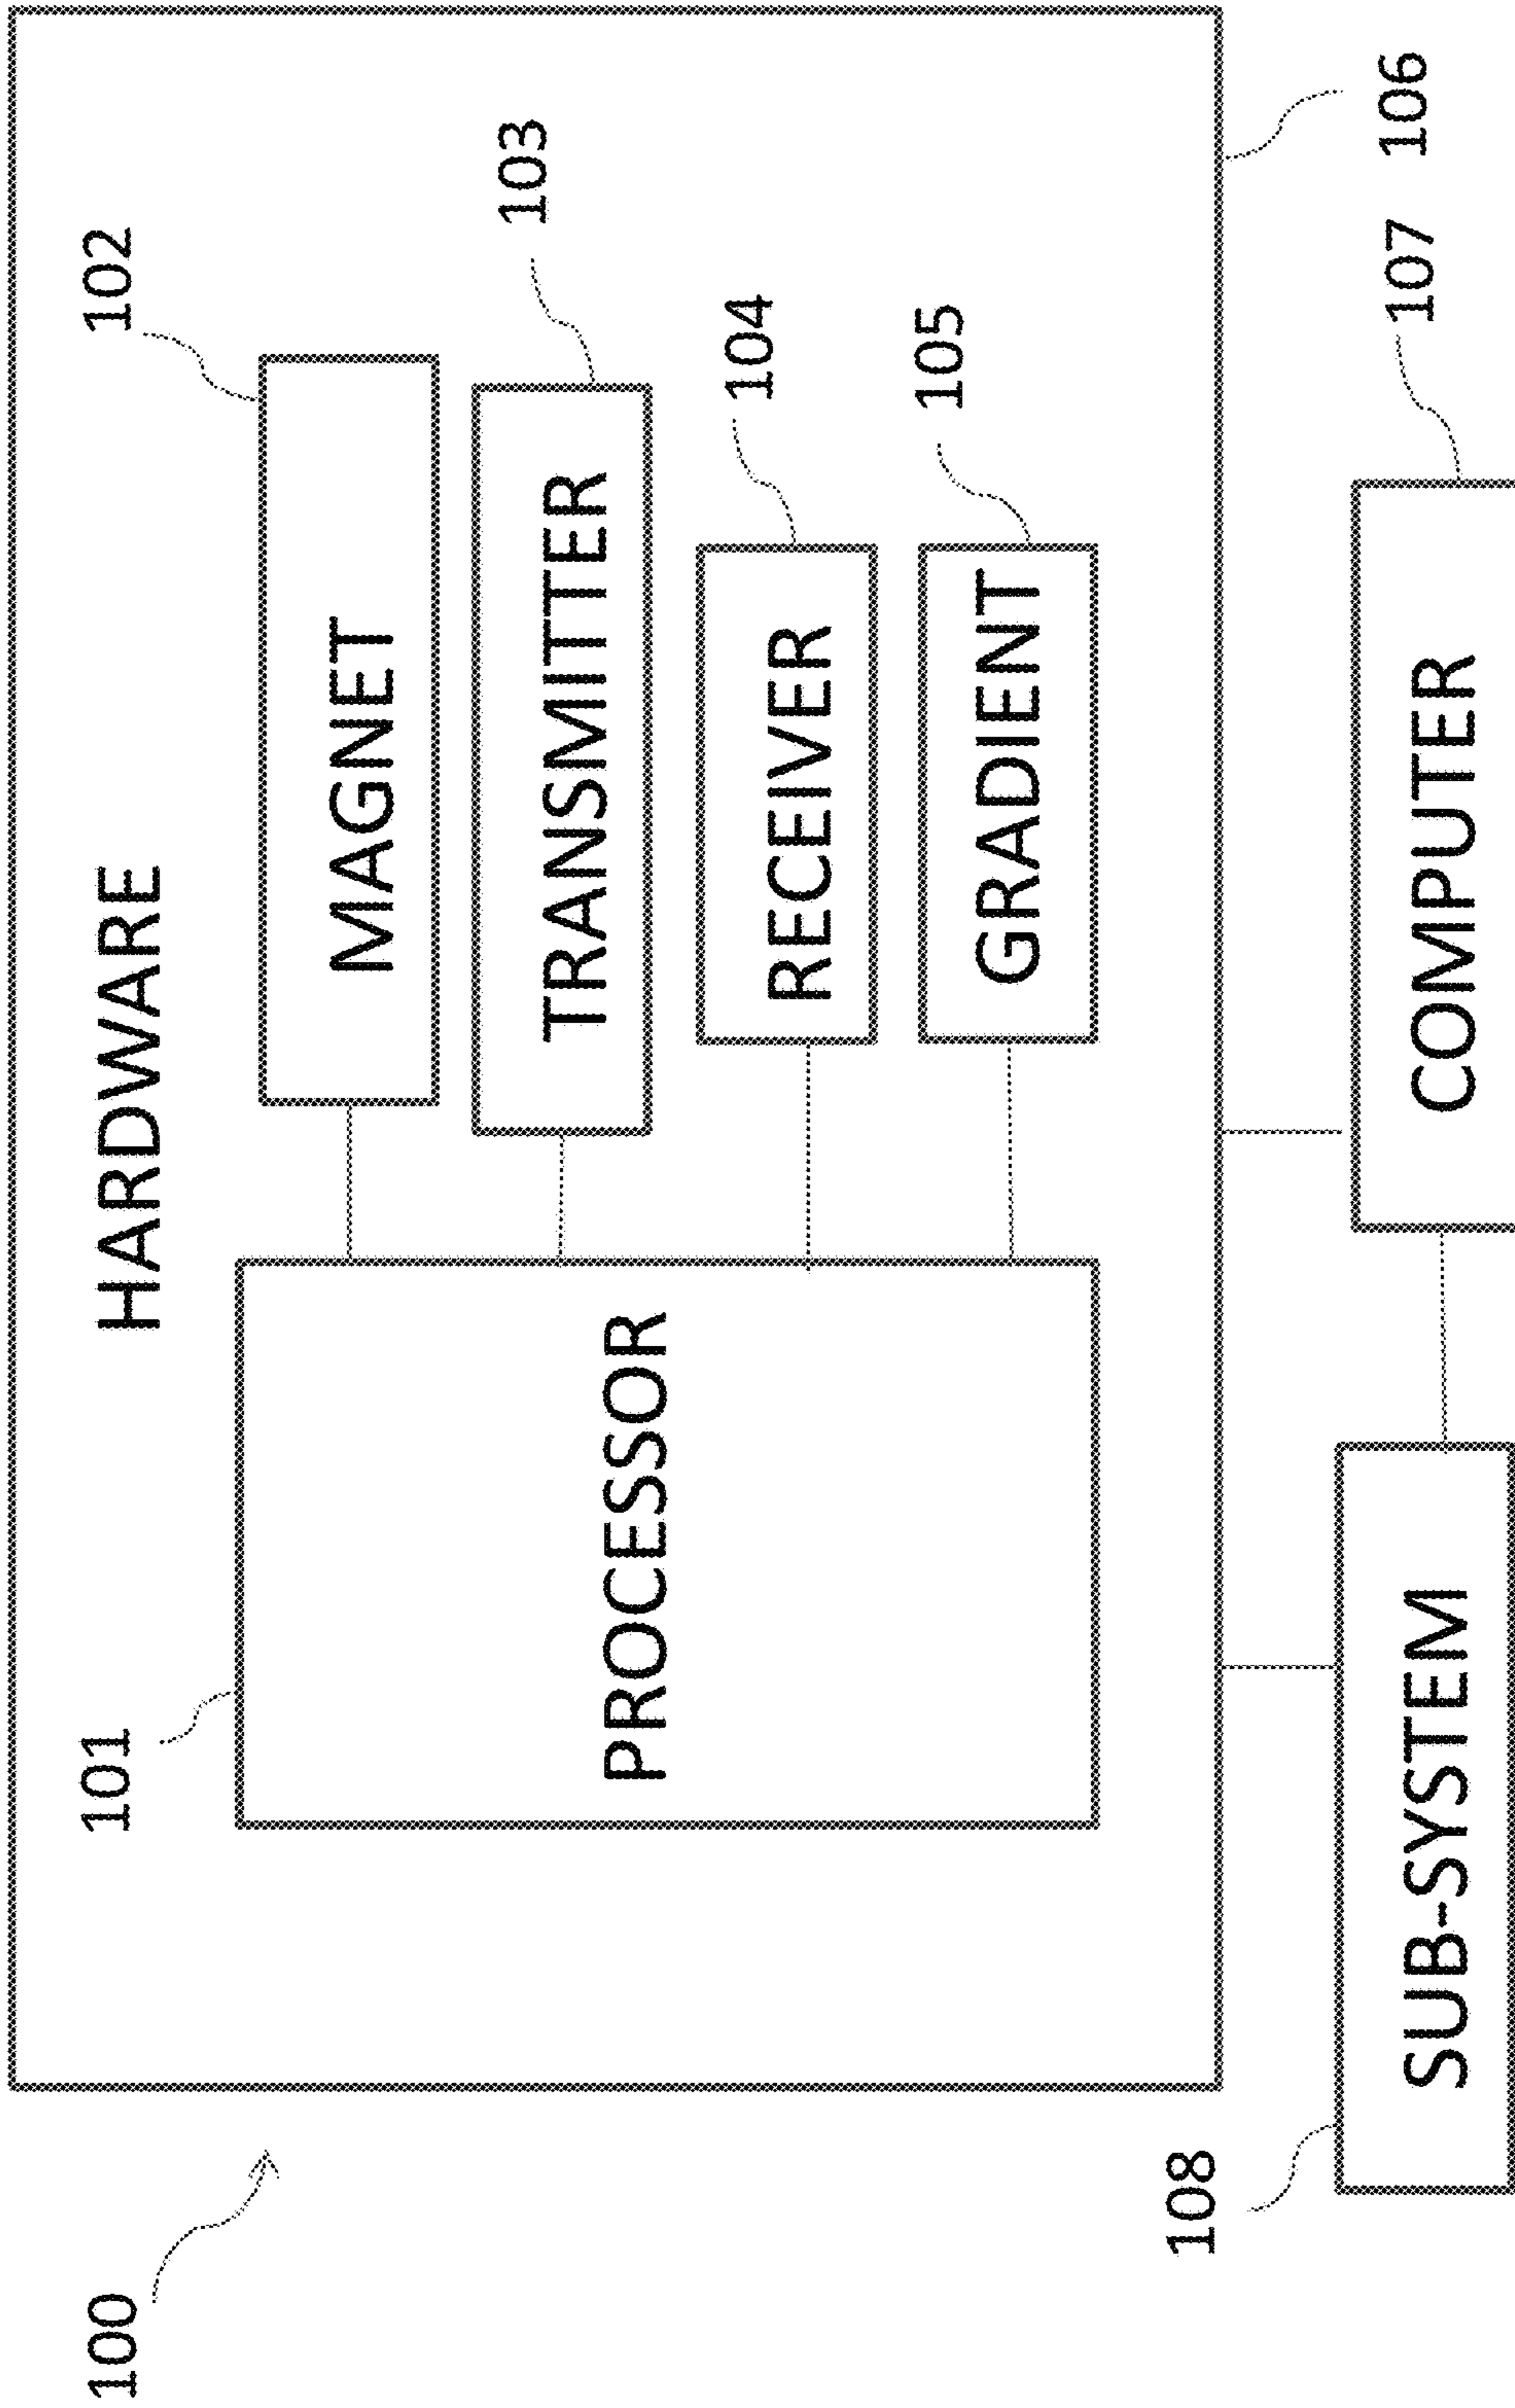 100
101
HARDWARE
102
MAGNET
103
TRANSMITTER
PROCESSOR
104
RECEIVER
105
GRADIENT
108
106
107
SUB-SYSTEM
COMPUTER